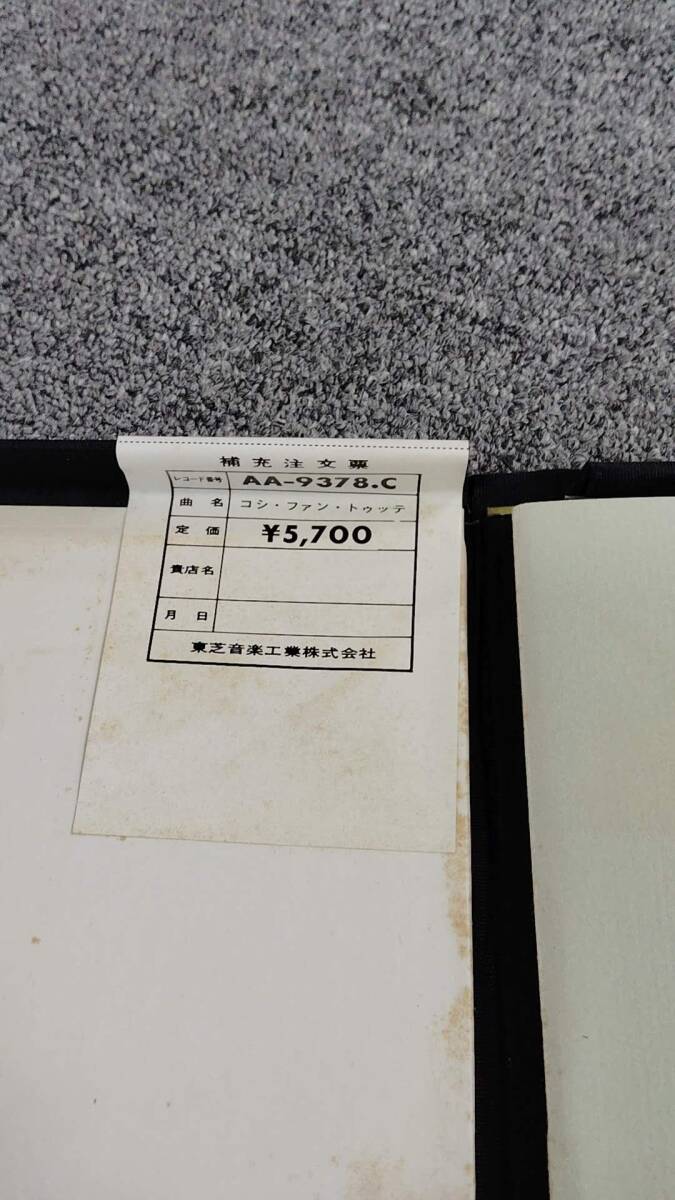 補充注文票
レコード番号 AA-9378.C
曲名 コシ・ファン・トゥッテ
定価 ¥5,700
貴店名
月日
東芝音楽工業株式会社